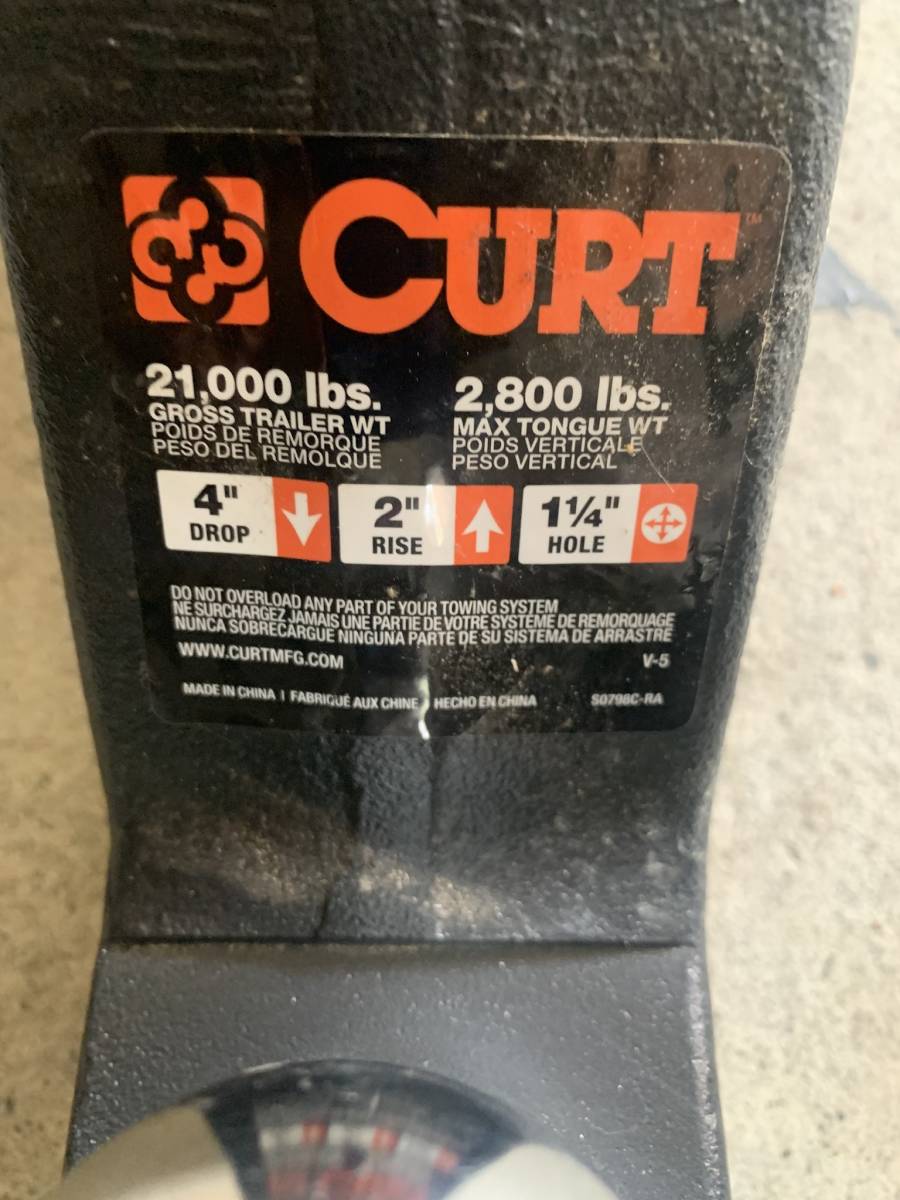 CURT™
21,000 lbs.
GROSS TRAILER WT
POIDS DE REMORQUE
PESO DEL REMOLQUE
2,800 lbs.
MAX TONGUE WT
POIDS VERTICALE
PESO VERTICAL
4" DROP
2" RISE
1¼" HOLE
DO NOT OVERLOAD ANY PART OF YOUR TOWING SYSTEM
NE SURCHARGEZ JAMAIS UNE PARTIE DE VOTRE SYSTEME DE REMORQUAGE
NUNCA SOBRECARGUE NINGUNA PARTE DE SU SISTEMA DE ARRASTRE
WWW.CURTMFG.COM
V-5
MADE IN CHINA | FABRIQUÉ AUX CHINE | HECHO EN CHINA
S0798C-RA